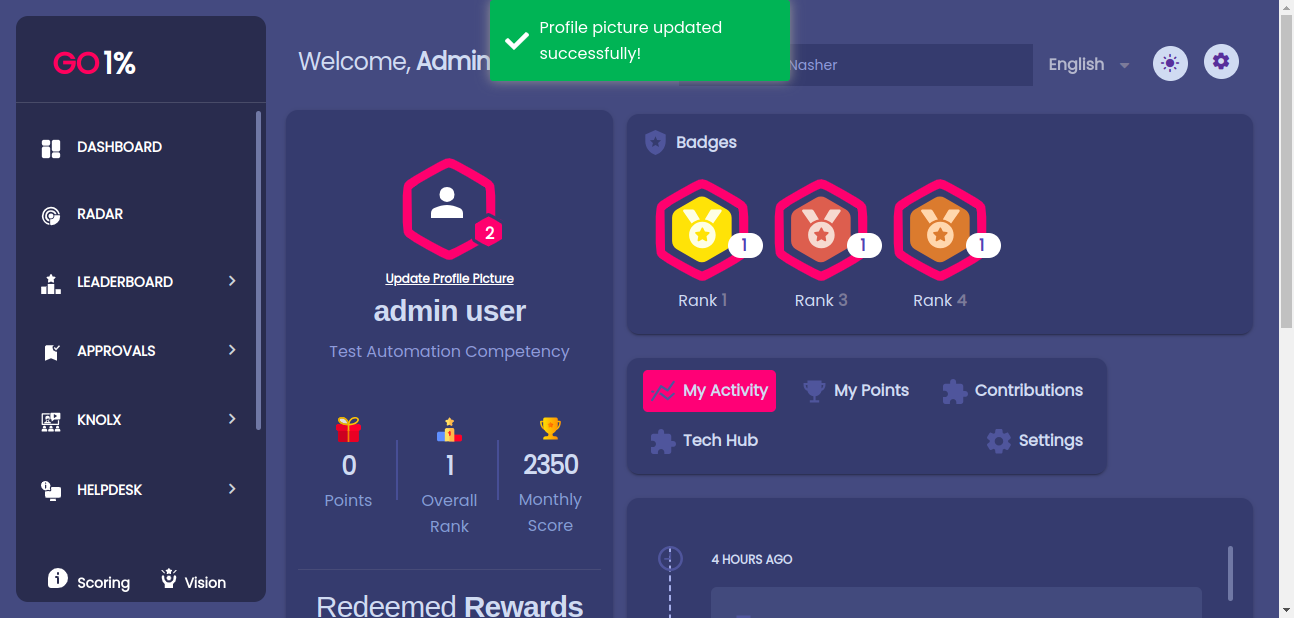 Profile picture updated
successfully!
GO 1%
Welcome, Admin
Nasher
English
DASHBOARD
RADAR
LEADERBOARD
APPROVALS
KNOLX
HELPDESK
Scoring
Vision
2
Update Profile Picture
admin user
Test Automation Competency
0
Points
1
Overall
Rank
2350
Monthly
Score
Redeemed Rewards
Badges
1
1
1
Rank 1
Rank 3
Rank 4
My Activity
My Points
Contributions
Tech Hub
Settings
4 HOURS AGO